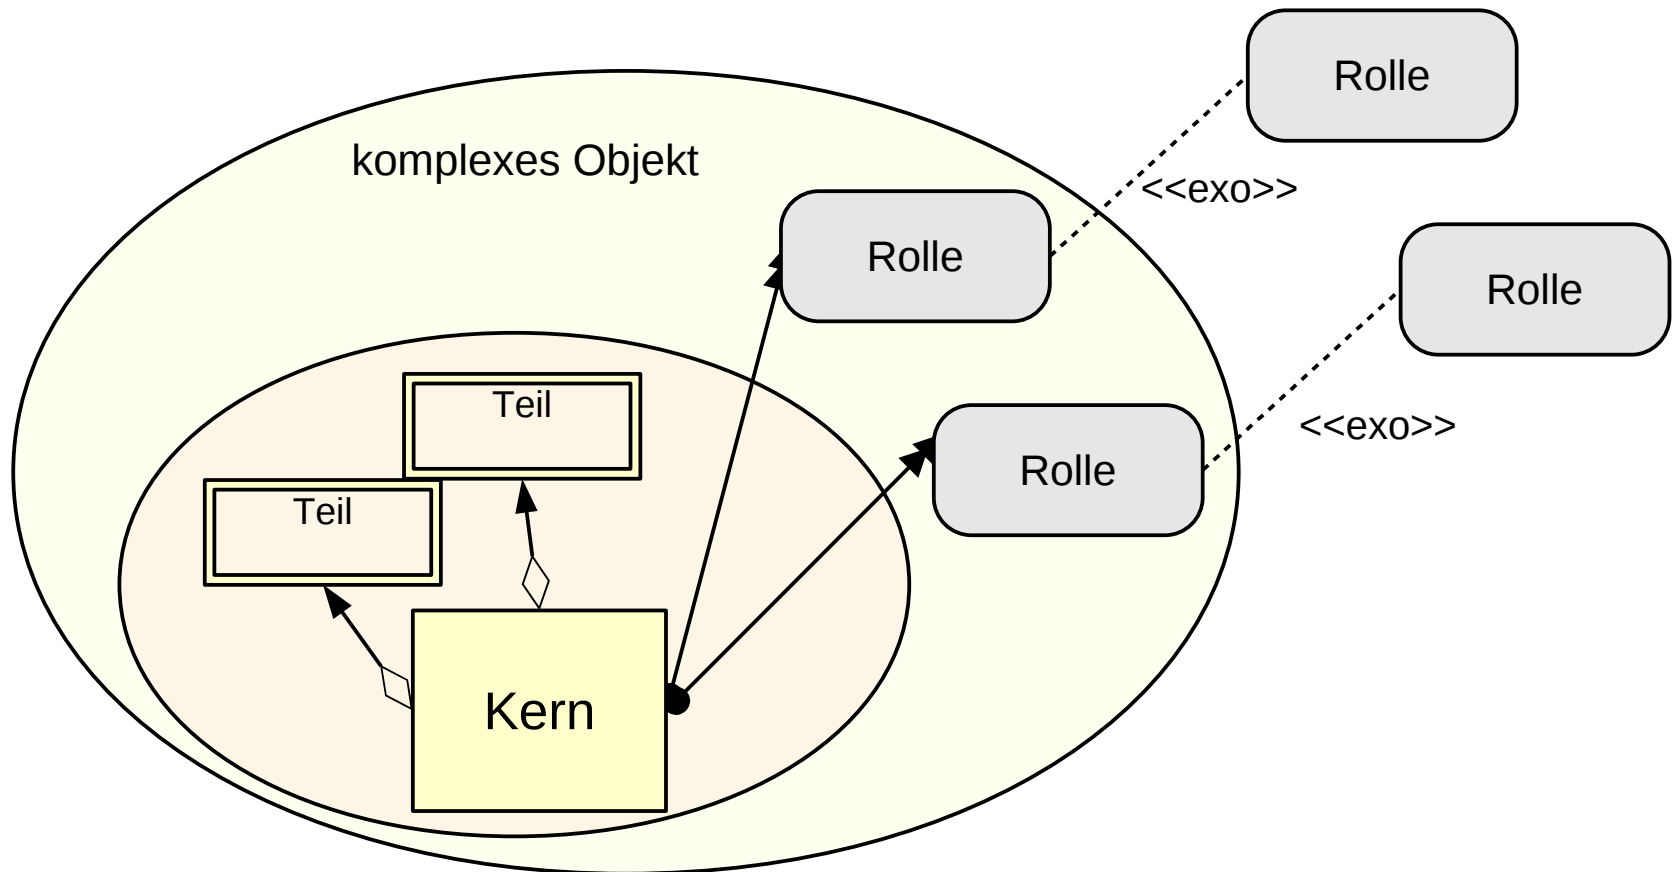 Rolle
komplexes Objekt
<<exo>>
Rolle
Rolle
Teil
<<exo>>
Rolle
Teil
Kern